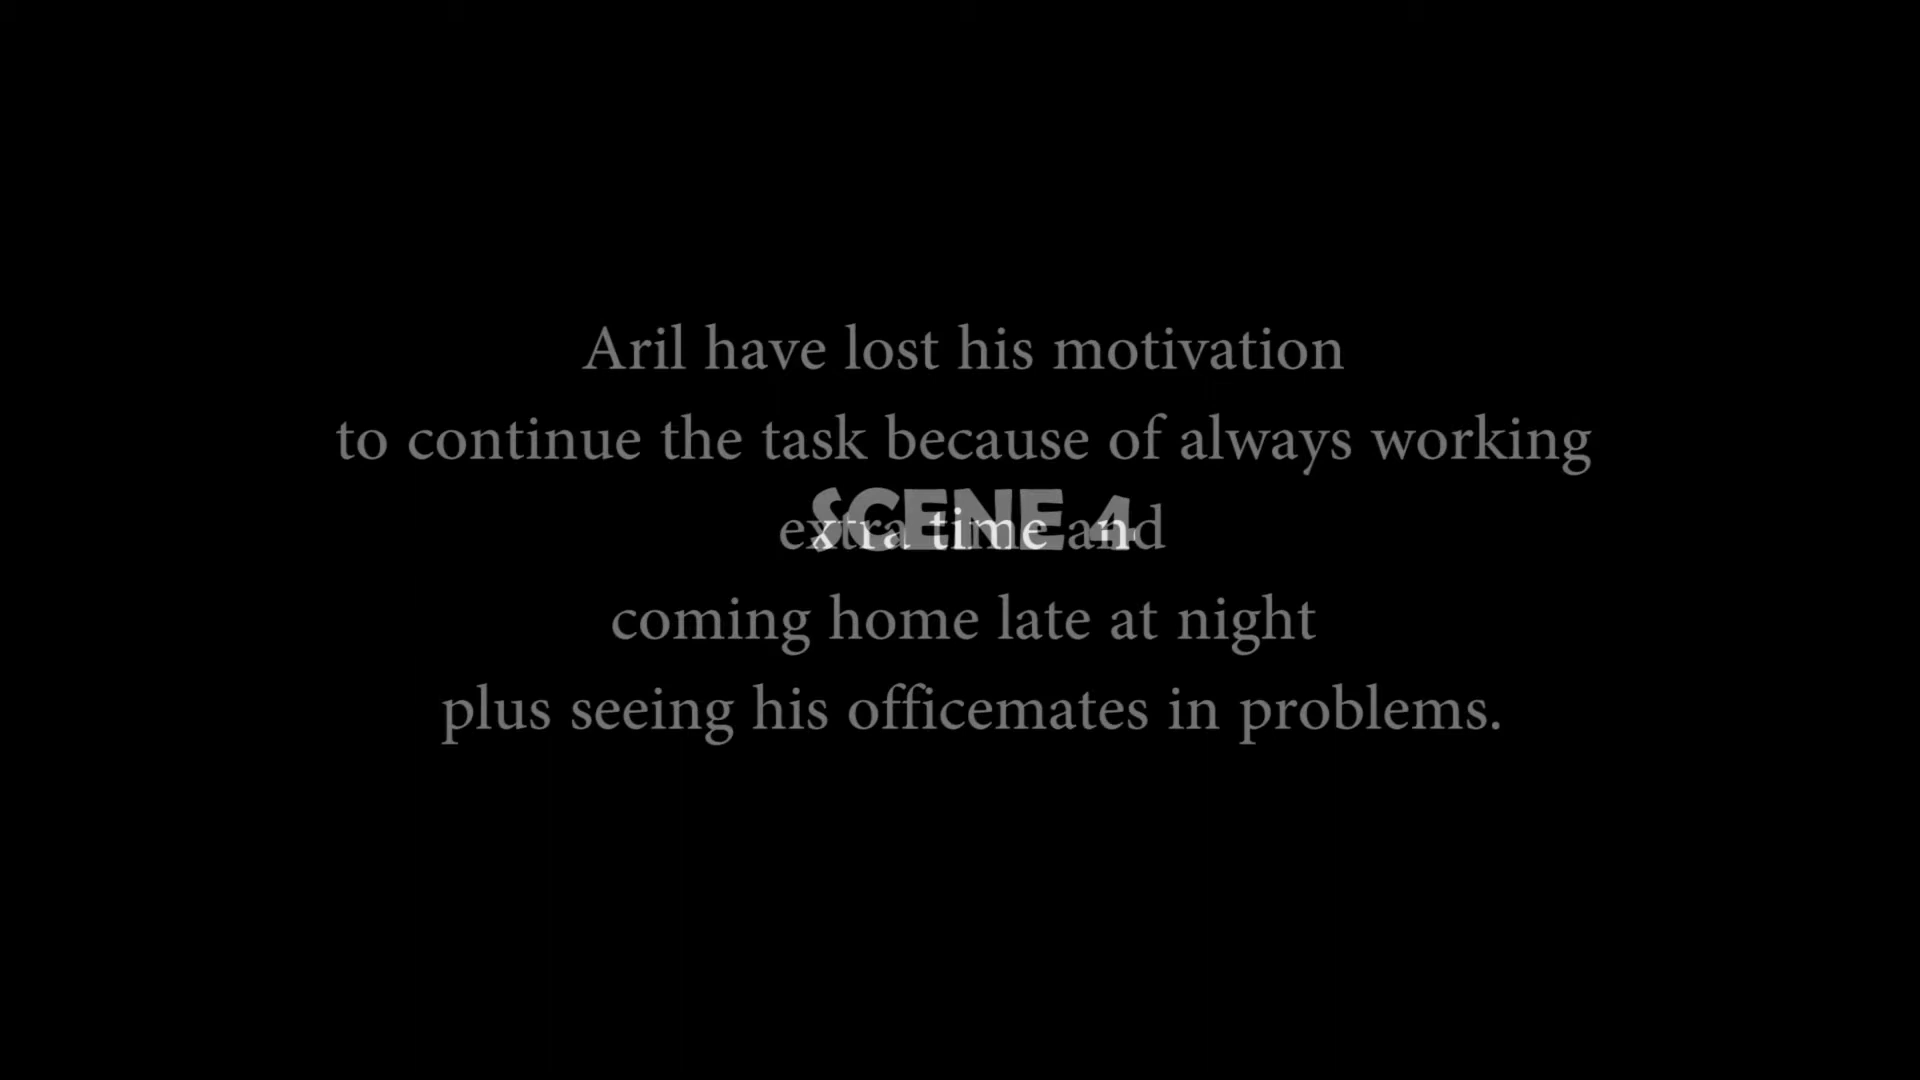 Aril have lost his motivation
to continue the task because of always working
SCENE 4
extra time and
coming home late at night
plus seeing his officemates in problems.